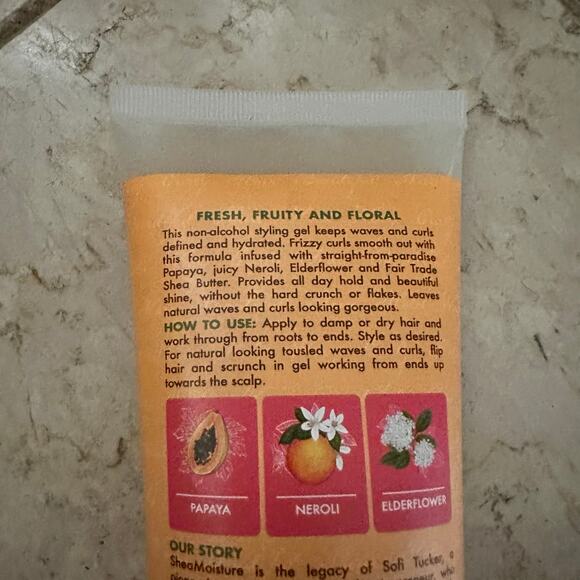 FRESH, FRUITY AND FLORAL
This non-alcohol styling gel keeps waves and curls
defined and hydrated. Frizzy curls smooth out with
this formula infused with straight-from-paradise
Papaya, juicy Neroli, Elderflower and Fair Trade
Shea Butter. Provides all day hold and beautiful
shine, without the hard crunch or flakes. Leaves
natural waves and curls looking gorgeous.
HOW TO USE: Apply to damp or dry hair and
work through from roots to ends. Style as desired.
For natural looking tousled waves and curls, flip
hair and scrunch in gel working from ends up
towards the scalp.
PAPAYA
NEROLI
ELDERFLOWER
OUR STORY
SheaMoisture is the legacy of Sofi Tucker, a
who